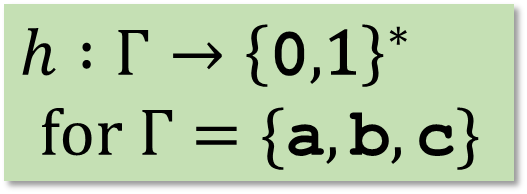 h : Γ → {0,1}*
for Γ = {a, b, c}